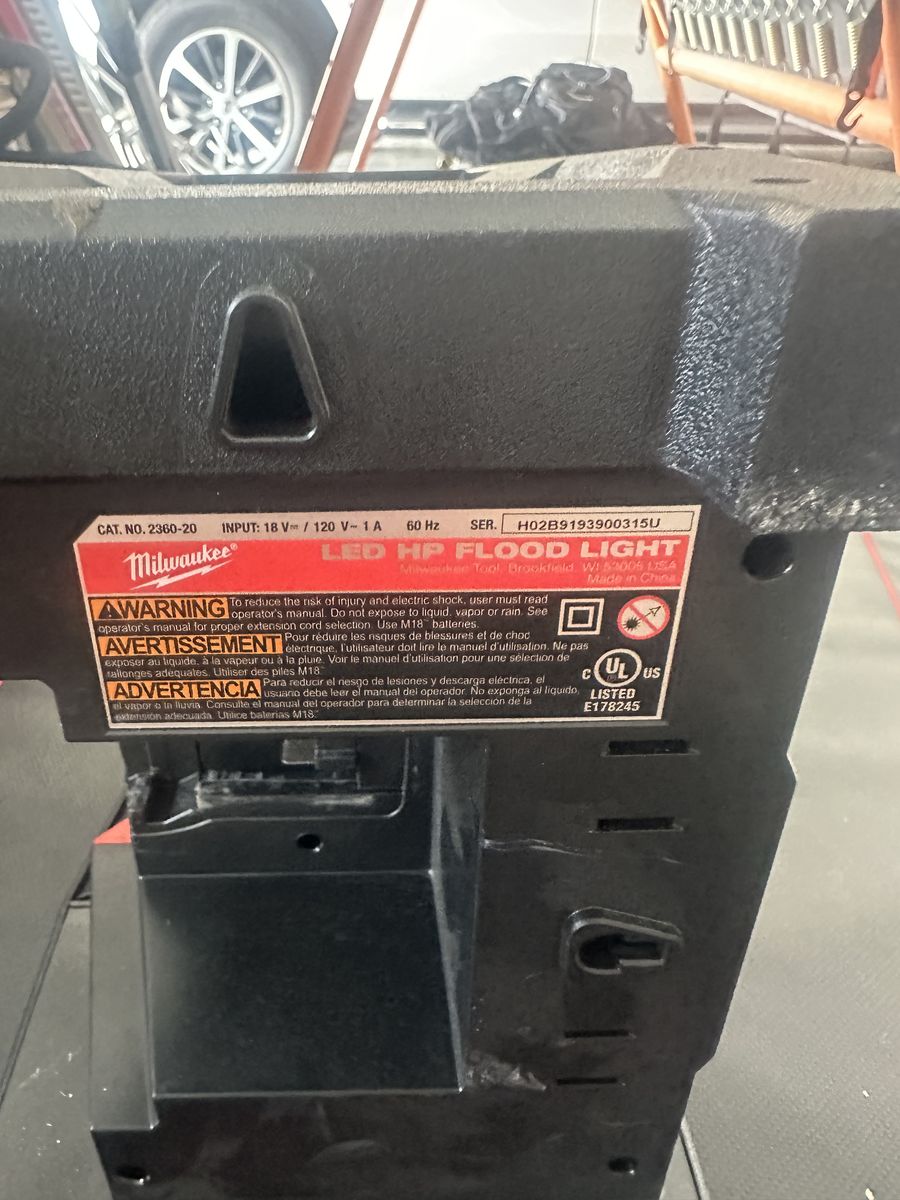 CAT. NO. 2360-20 INPUT: 18 V⎓ / 120 V~ 1 A 60 Hz SER. H02B9193900315U
Milwaukee® LED HP FLOOD LIGHT
Milwaukee Tool, Brookfield, WI 53005 USA
Made in China
⚠WARNING To reduce the risk of injury and electric shock, user must read
operator's manual. Do not expose to liquid, vapor or rain. See
operator's manual for proper extension cord selection. Use M18™ batteries.
AVERTISSEMENT Pour réduire les risques de blessures et de choc
électrique, l'utilisateur doit lire le manuel d'utilisation. Ne pas
exposer au liquide, à la vapeur ou à la pluie. Voir le manuel d'utilisation pour une sélection de
rallonges adéquates. Utiliser des piles M18™
ADVERTENCIA Para reducir el riesgo de lesiones y descarga eléctrica, el
usuario debe leer el manual del operador. No exponga al líquido,
el vapor o la lluvia. Consulte el manual del operador para determinar la selección de la
extensión adecuada. Utilice baterías M18™
C UL US
LISTED
E178245